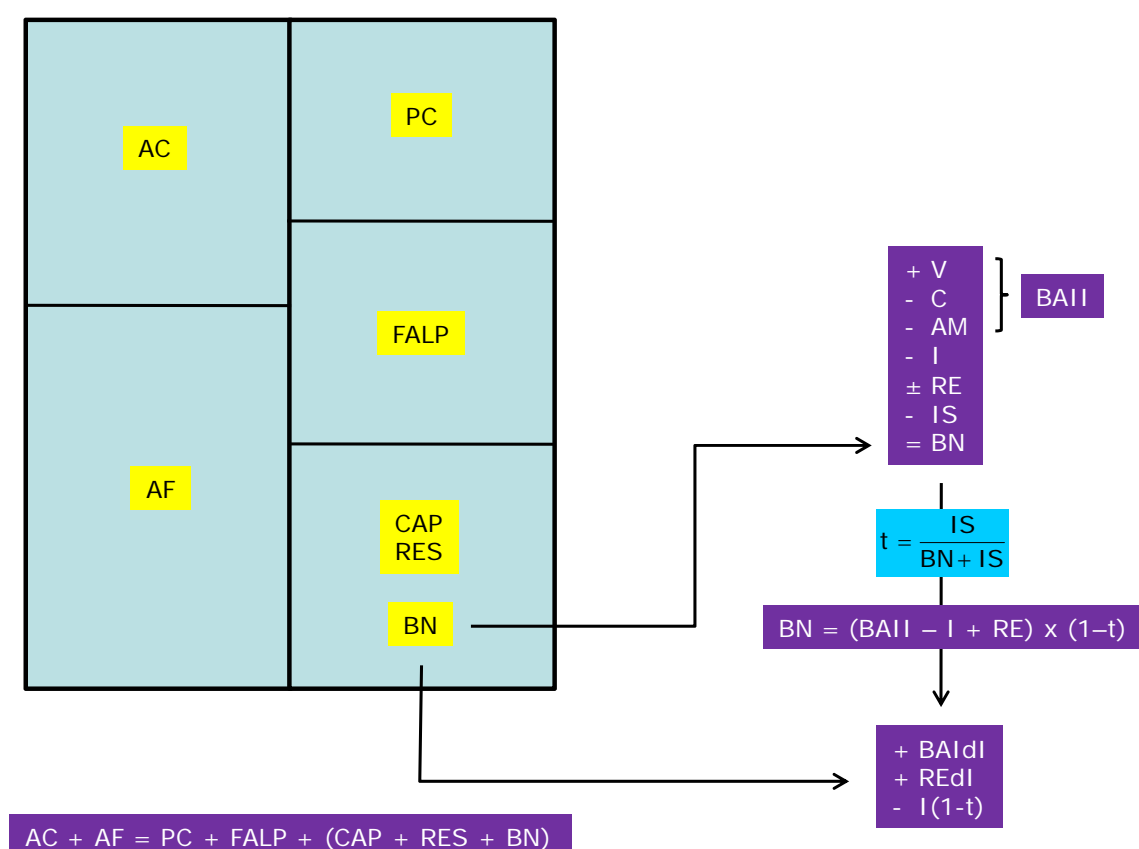 AC
PC
FALP
AF
CAP
RES
BN
+ V
- C
- AM
- I
± RE
- IS
= BN
BAII
t = IS
BN + IS
BN = (BAII – I + RE) x (1–t)
+ BAIdI
+ REdI
- I(1-t)
AC + AF = PC + FALP + (CAP + RES + BN)